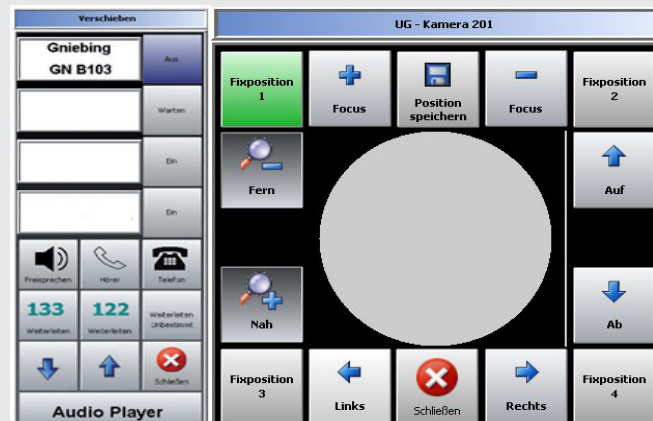 Verschieben
Gniebing
GN B103
Aus
Warten
Ein
Ein
Freisprechen
Hörer
Telefon
133
Weiterleiten
122
Weiterleiten
Weiterleiten
Unbestimmt
Schließen
Audio Player
UG - Kamera 201
Fixposition
1
Focus
Position
speichern
Focus
Fixposition
2
Fern
Auf
Nah
Ab
Fixposition
3
Links
Schließen
Rechts
Fixposition
4